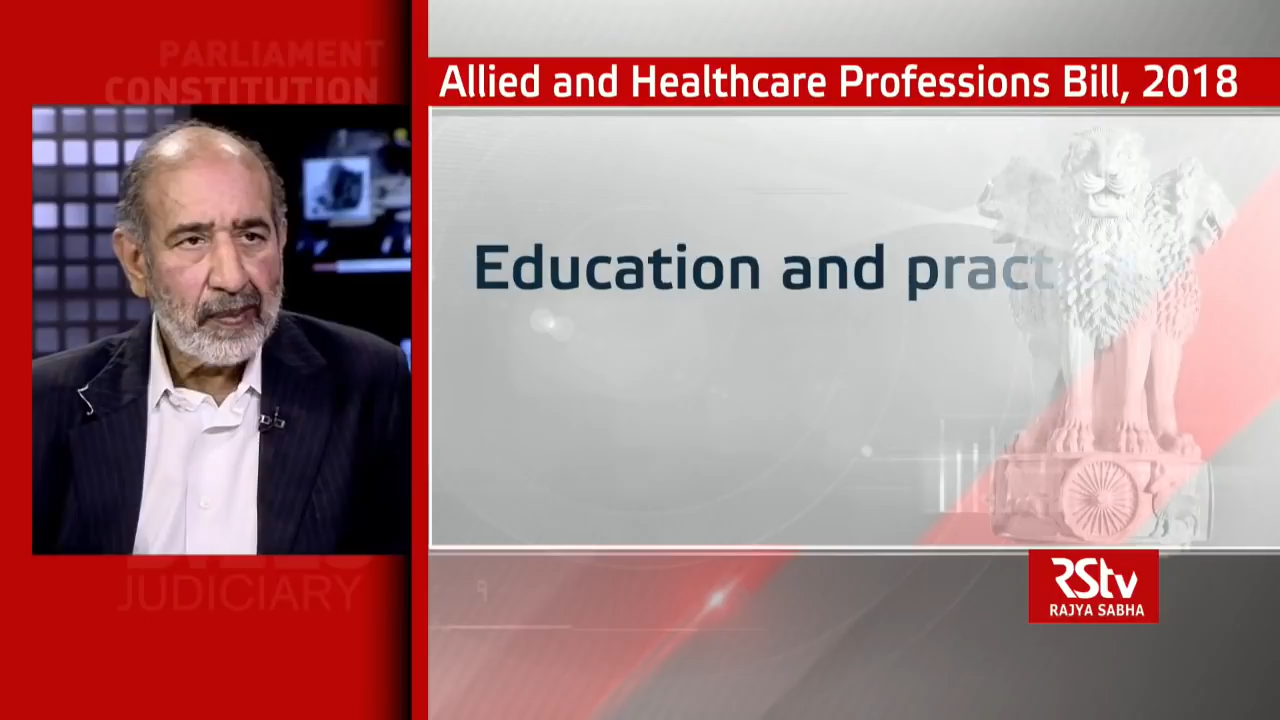 PARLIAMENT
CONSTITUTION
JUDICIARY
Allied and Healthcare Professions Bill, 2018
Education and pract
RStv
RAJYA SABHA